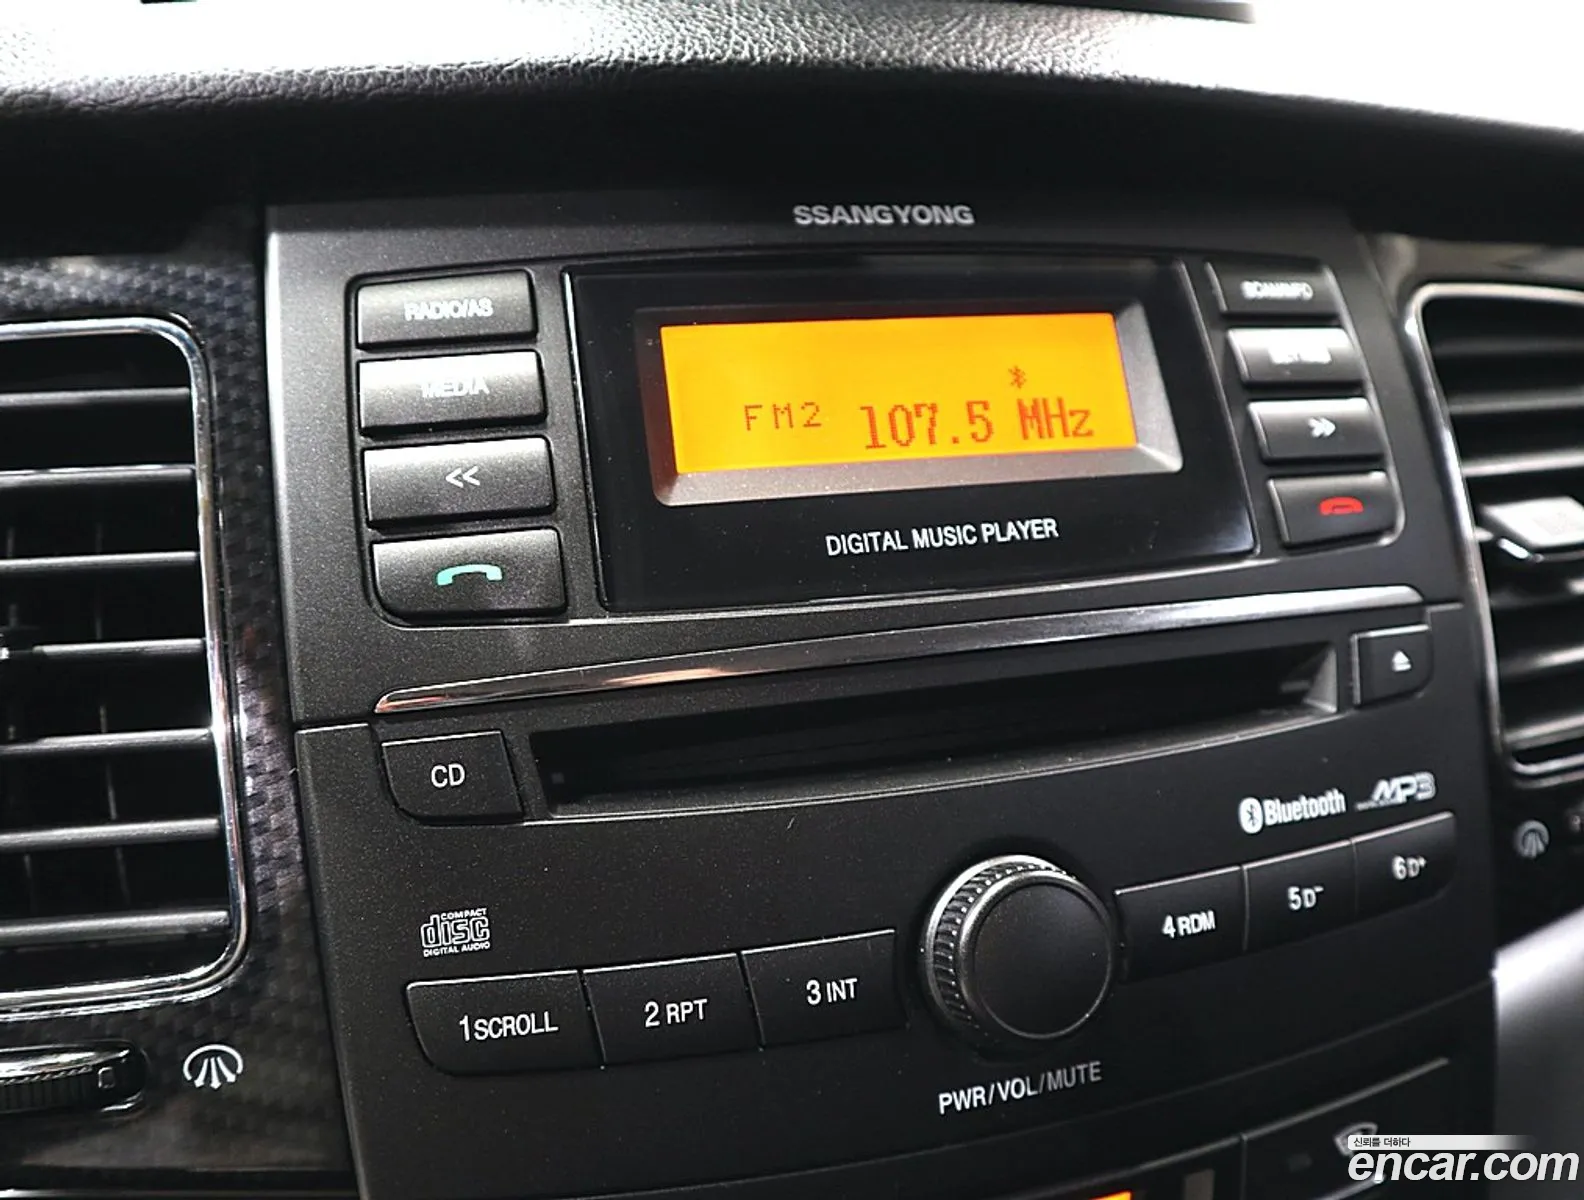 SSANGYONG
RADIO/AS
MEDIA
<<
>>
FM2 107.5 MHz
DIGITAL MUSIC PLAYER
CD
Bluetooth
MP3
COMPACT
disc
DIGITAL AUDIO
1 SCROLL
2 RPT
3 INT
4 RDM
5 D-
6 D+
PWR/VOL/MUTE
신뢰를 더하다
encar.com